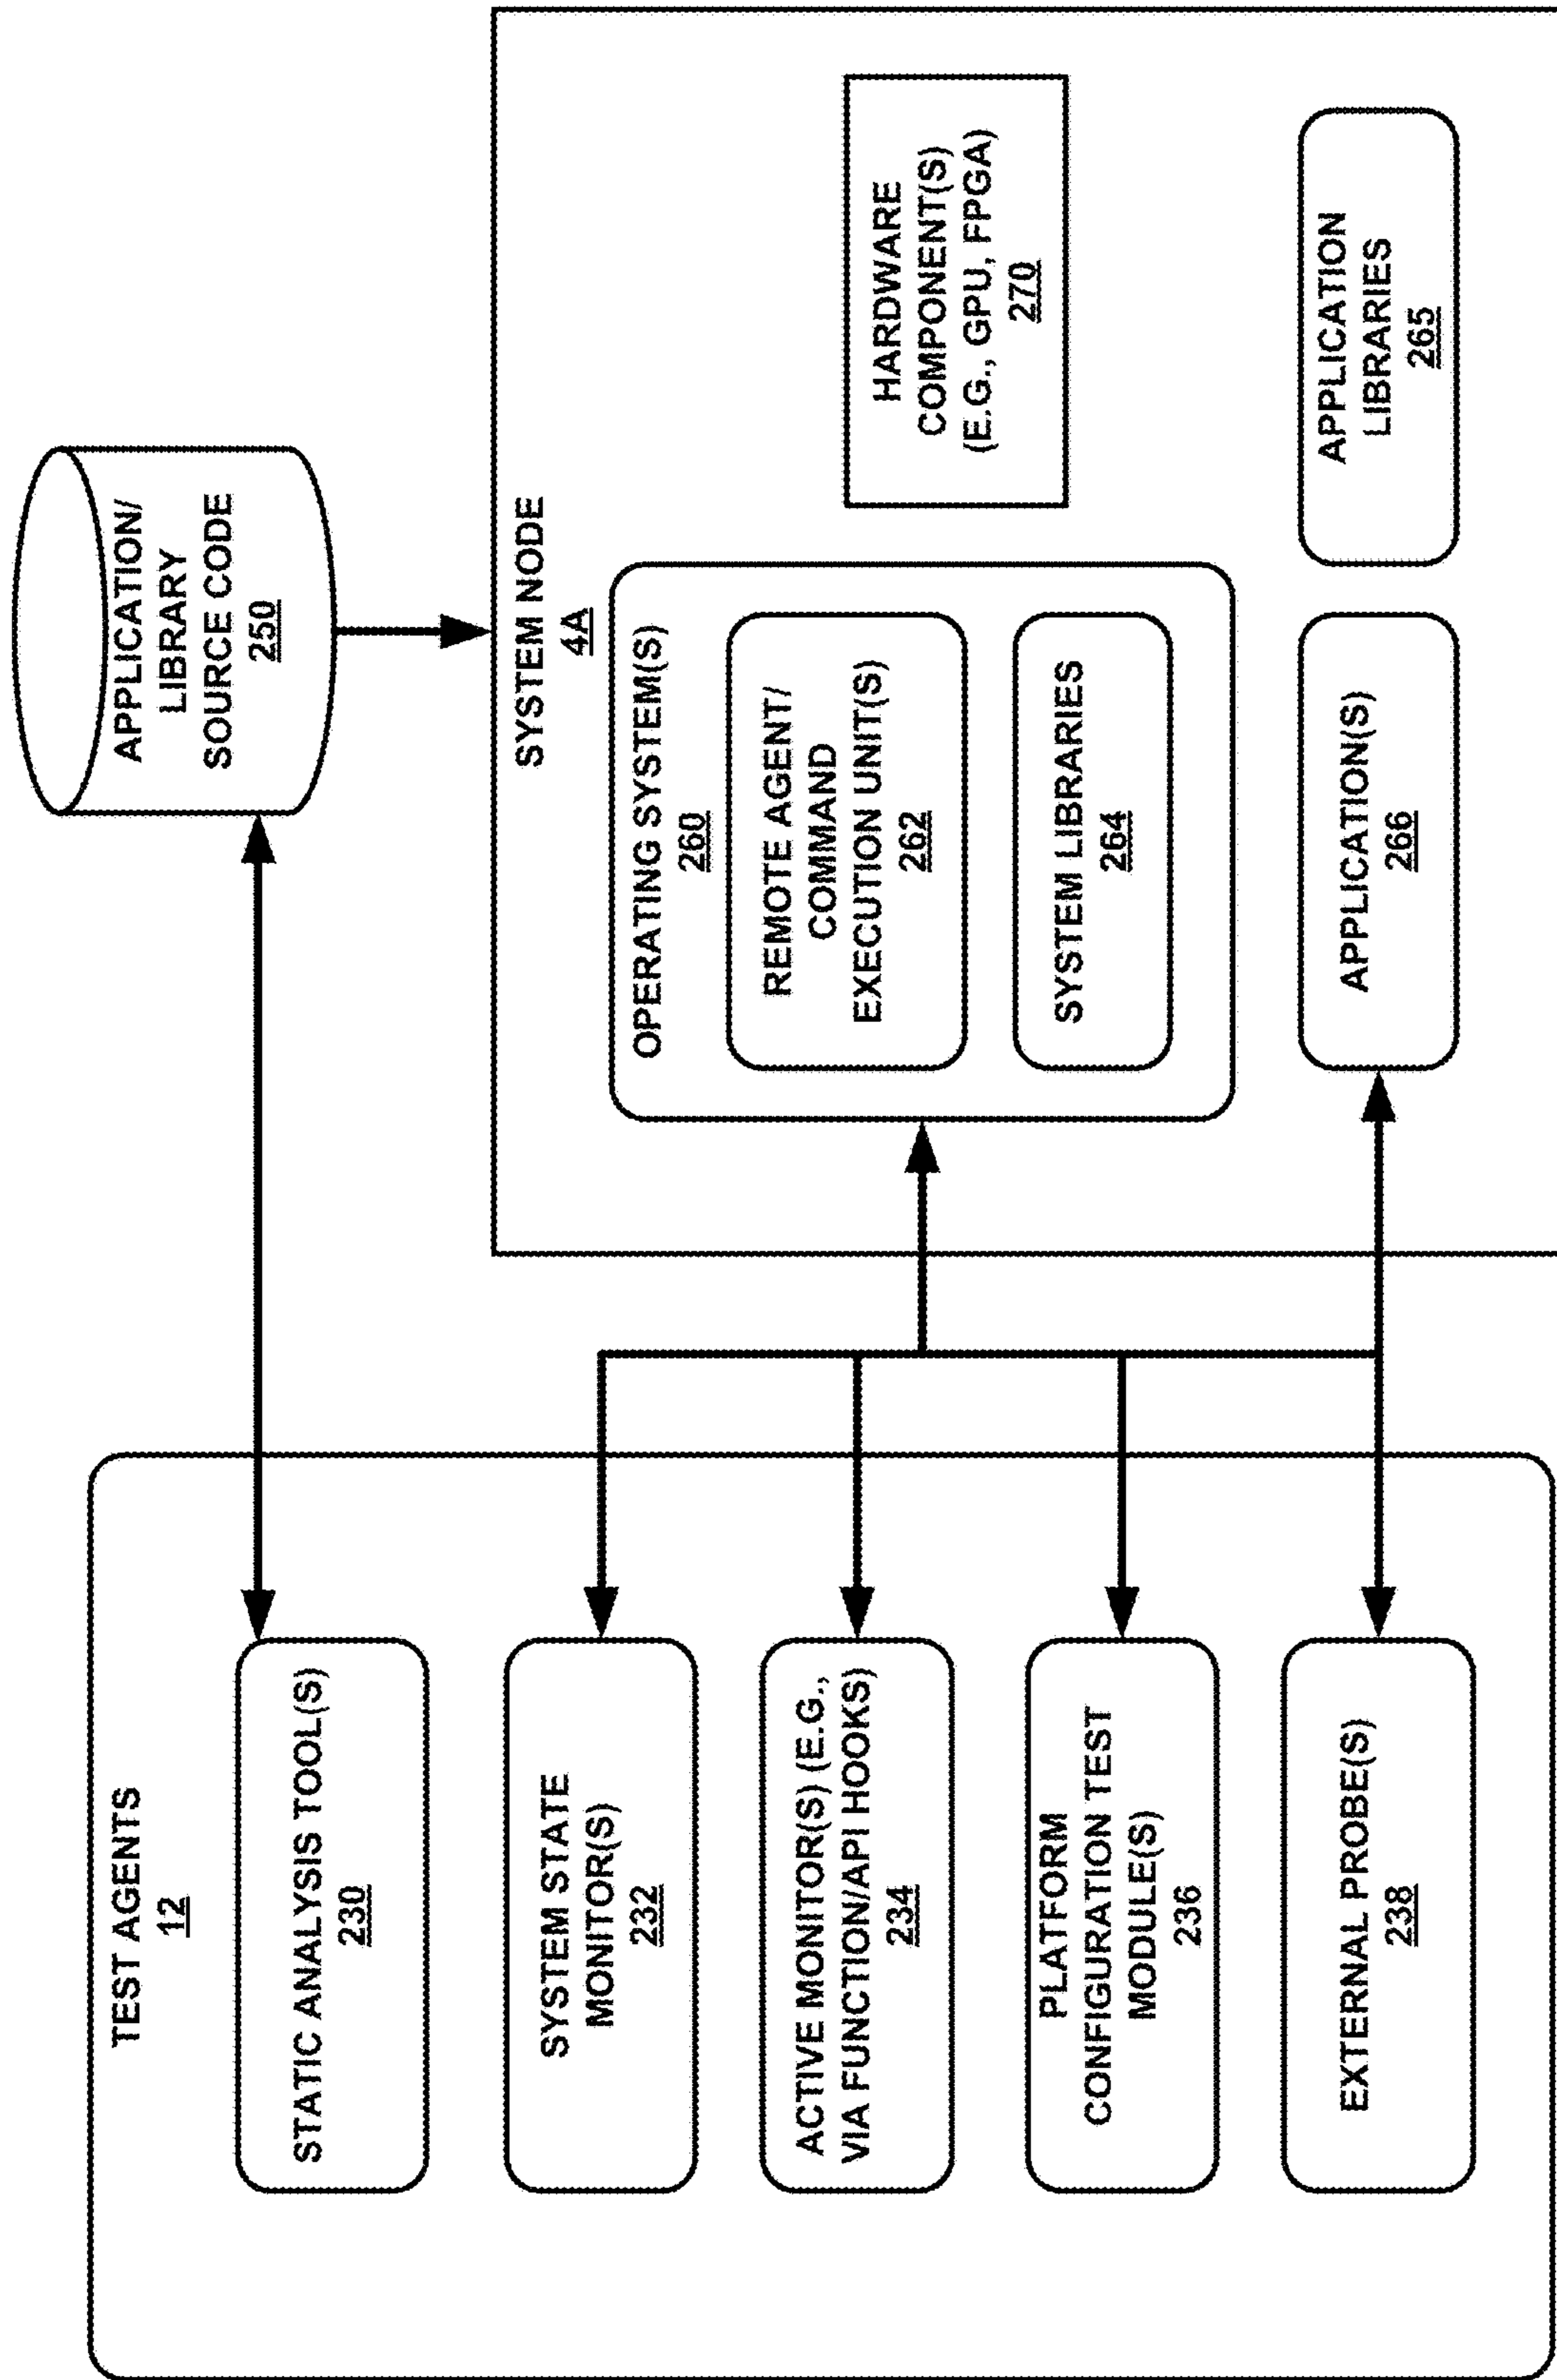 TEST AGENTS
12
STATIC ANALYSIS TOOL(S)
230
SYSTEM STATE
MONITOR(S)
232
ACTIVE MONITOR(S) (E.G.,
VIA FUNCTION/API HOOKS)
234
PLATFORM
CONFIGURATION TEST
MODULE(S)
236
EXTERNAL PROBE(S)
238
APPLICATION/
LIBRARY
SOURCE CODE
250
SYSTEM NODE
4A
OPERATING SYSTEM(S)
260
REMOTE AGENT/
COMMAND
EXECUTION UNIT(S)
262
SYSTEM LIBRARIES
264
HARDWARE
COMPONENT(S)
(E.G., GPU, FPGA)
270
APPLICATION(S)
266
APPLICATION
LIBRARIES
265